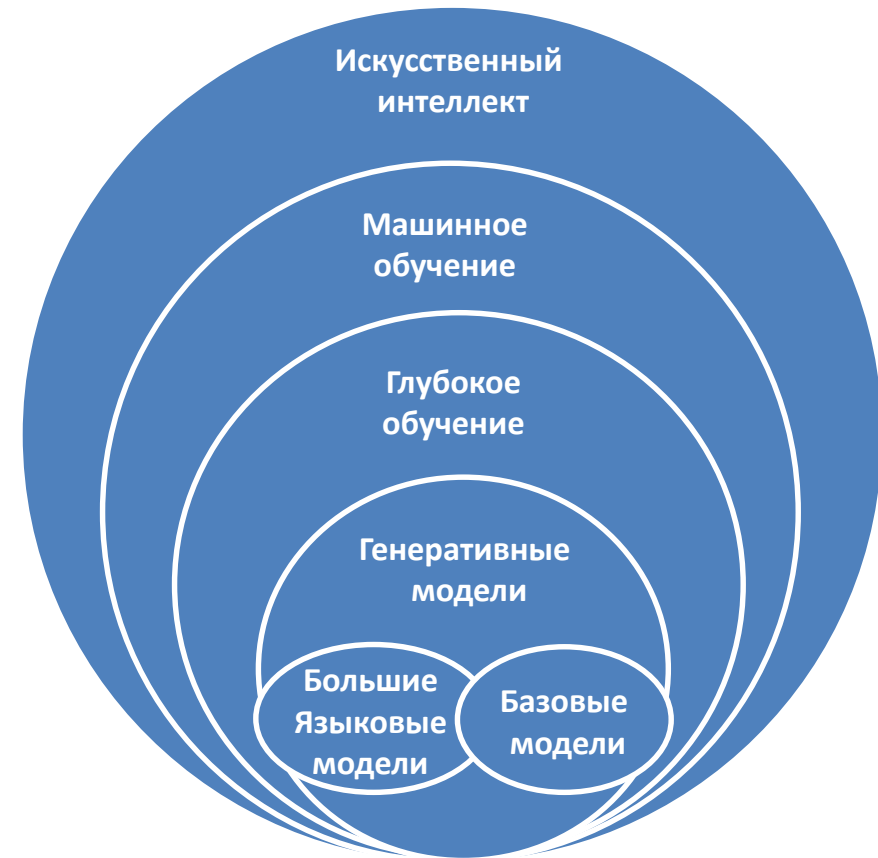 Искусственный
интеллект
Машинное
обучение
Глубокое
обучение
Генеративные
модели
Большие
Языковые
модели
Базовые
модели